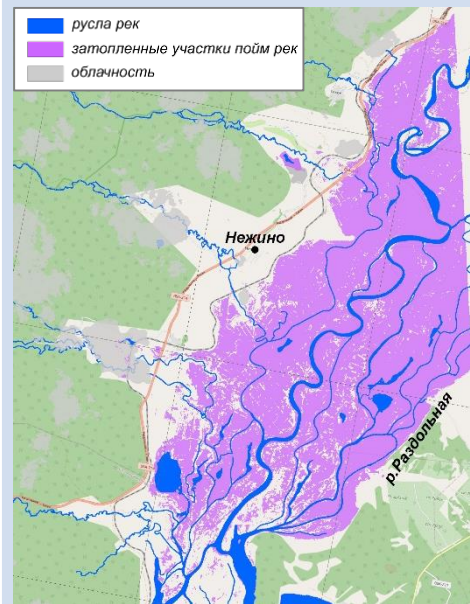 русла рек
затопленные участки пойм рек
облачность
Нежино
р.Раздольная